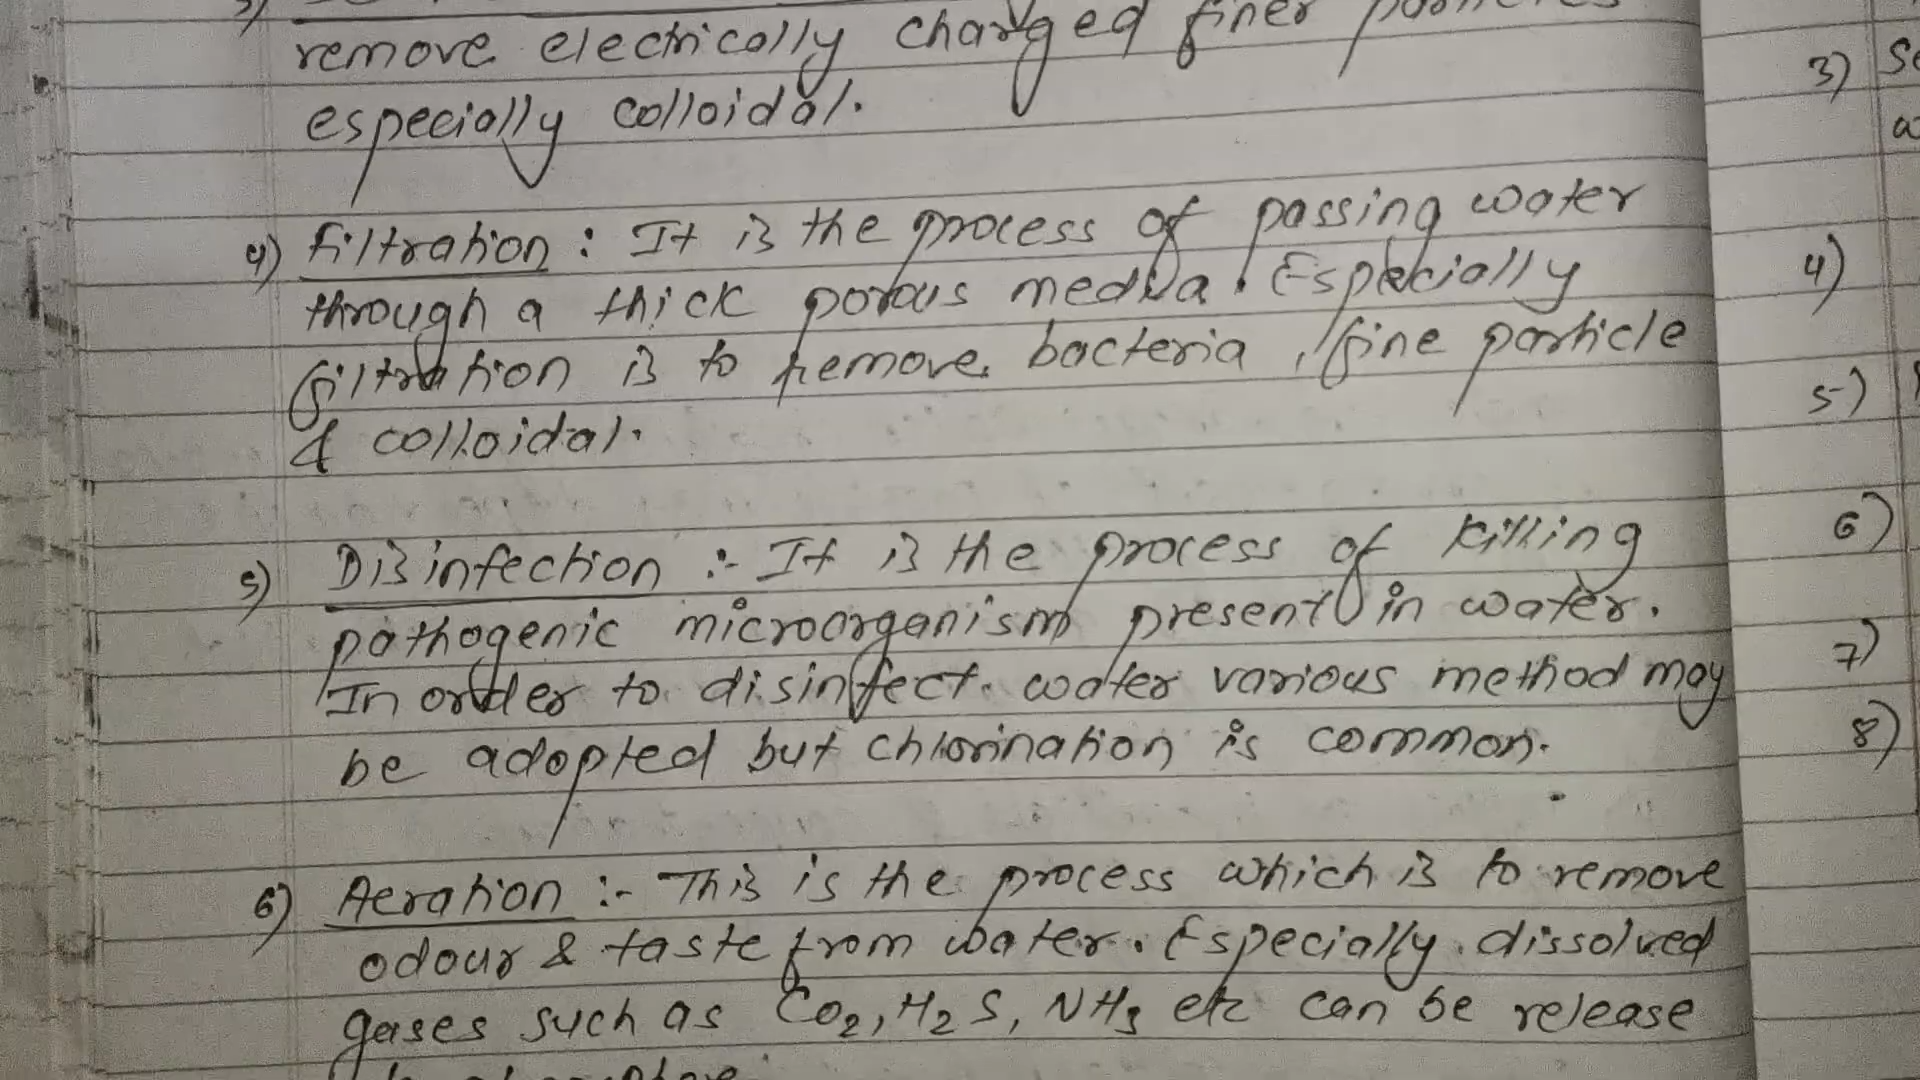 3)
remove electrically charged finer particles
especially colloidal.
4) Filtration : It is the process of passing water
through a thick porous media. Especially
filtration is to remove bacteria, fine particle
& colloidal.
5) Disinfection :- It is the process of killing
pathogenic microorganism present in water.
In order to disinfect water various method may
be adopted but chlorination is common.
6) Aeration :- This is the process which is to remove
odour & taste from water. Especially dissolved
gases such as CO2, H2S, NH3 etc can be release
3)
4)
5)
6)
7)
8)